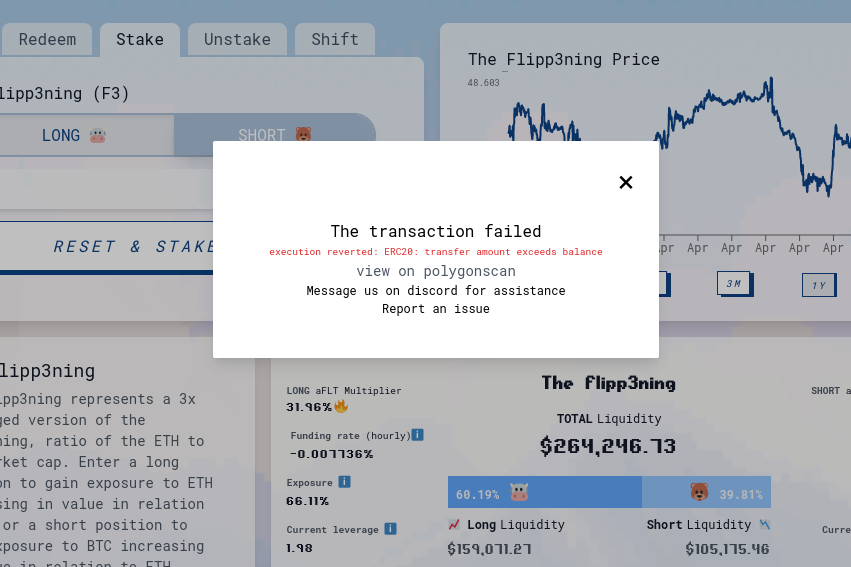 Redeem Stake Unstake Shift
The Flipp3ning Price
48.603
lipp3ning (F3)
LONG SHORT
RESET & STAKE
The transaction failed
execution reverted: ERC20: transfer amount exceeds balance
view on polygonscan
Message us on discord for assistance
Report an issue
Apr Apr Apr Apr Apr
3M 1Y
lipp3ning
ipp3ning represents a 3x
ged version of the
ning, ratio of the ETH to
rket cap. Enter a long
on to gain exposure to ETH
sing in value in relation
or a short position to
xposure to BTC increasing
ue in relation to ETH
LONG aFLT Multiplier
31.96%
Funding rate (hourly)
-0.007736%
Exposure
66.11%
Current leverage
1.98
The flipp3ning
TOTAL Liquidity
$264,246.73
60.19% 39.81%
Long Liquidity Short Liquidity
$159,071.27 $105,175.46
SHORT a
Curre